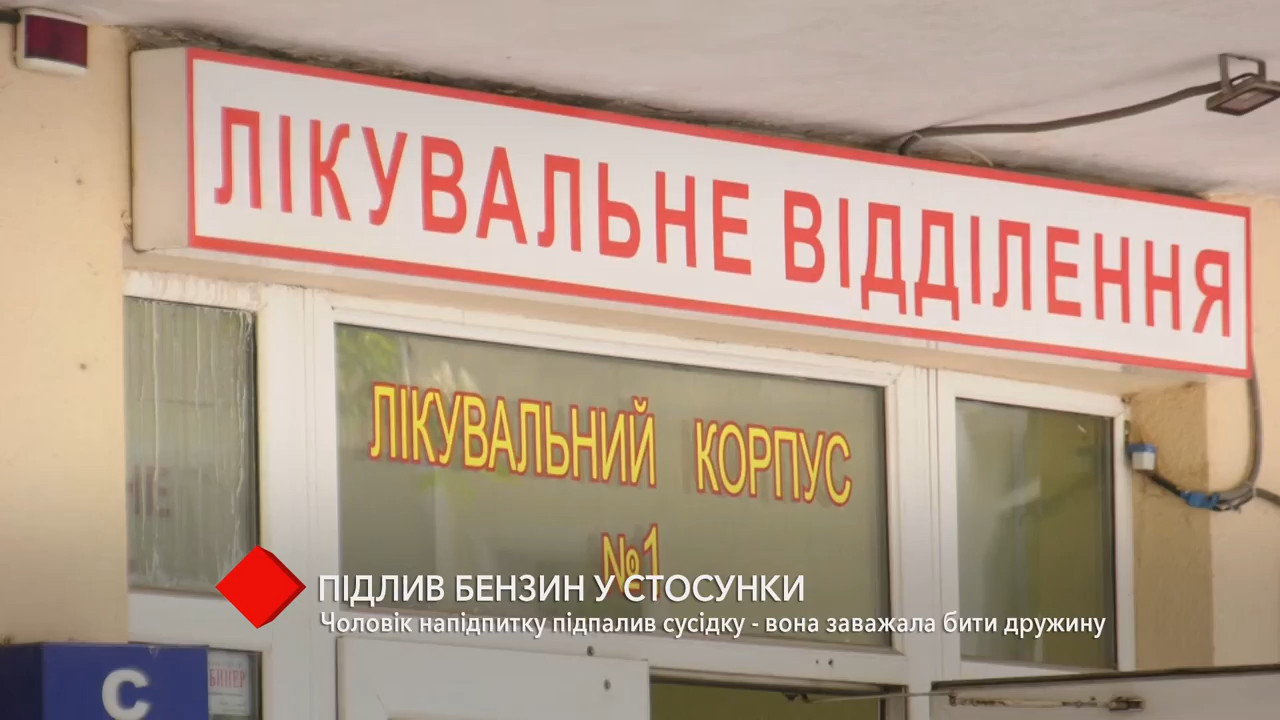 ЛІКУВАЛЬНЕ ВІДДІЛЕННЯ
ЛІКУВАЛЬНИЙ КОРПУС
№1
ПІДЛИВ БЕНЗИН У СТОСУНКИ
Чоловік напідпитку підпалив сусідку - вона заважала бити дружину
С